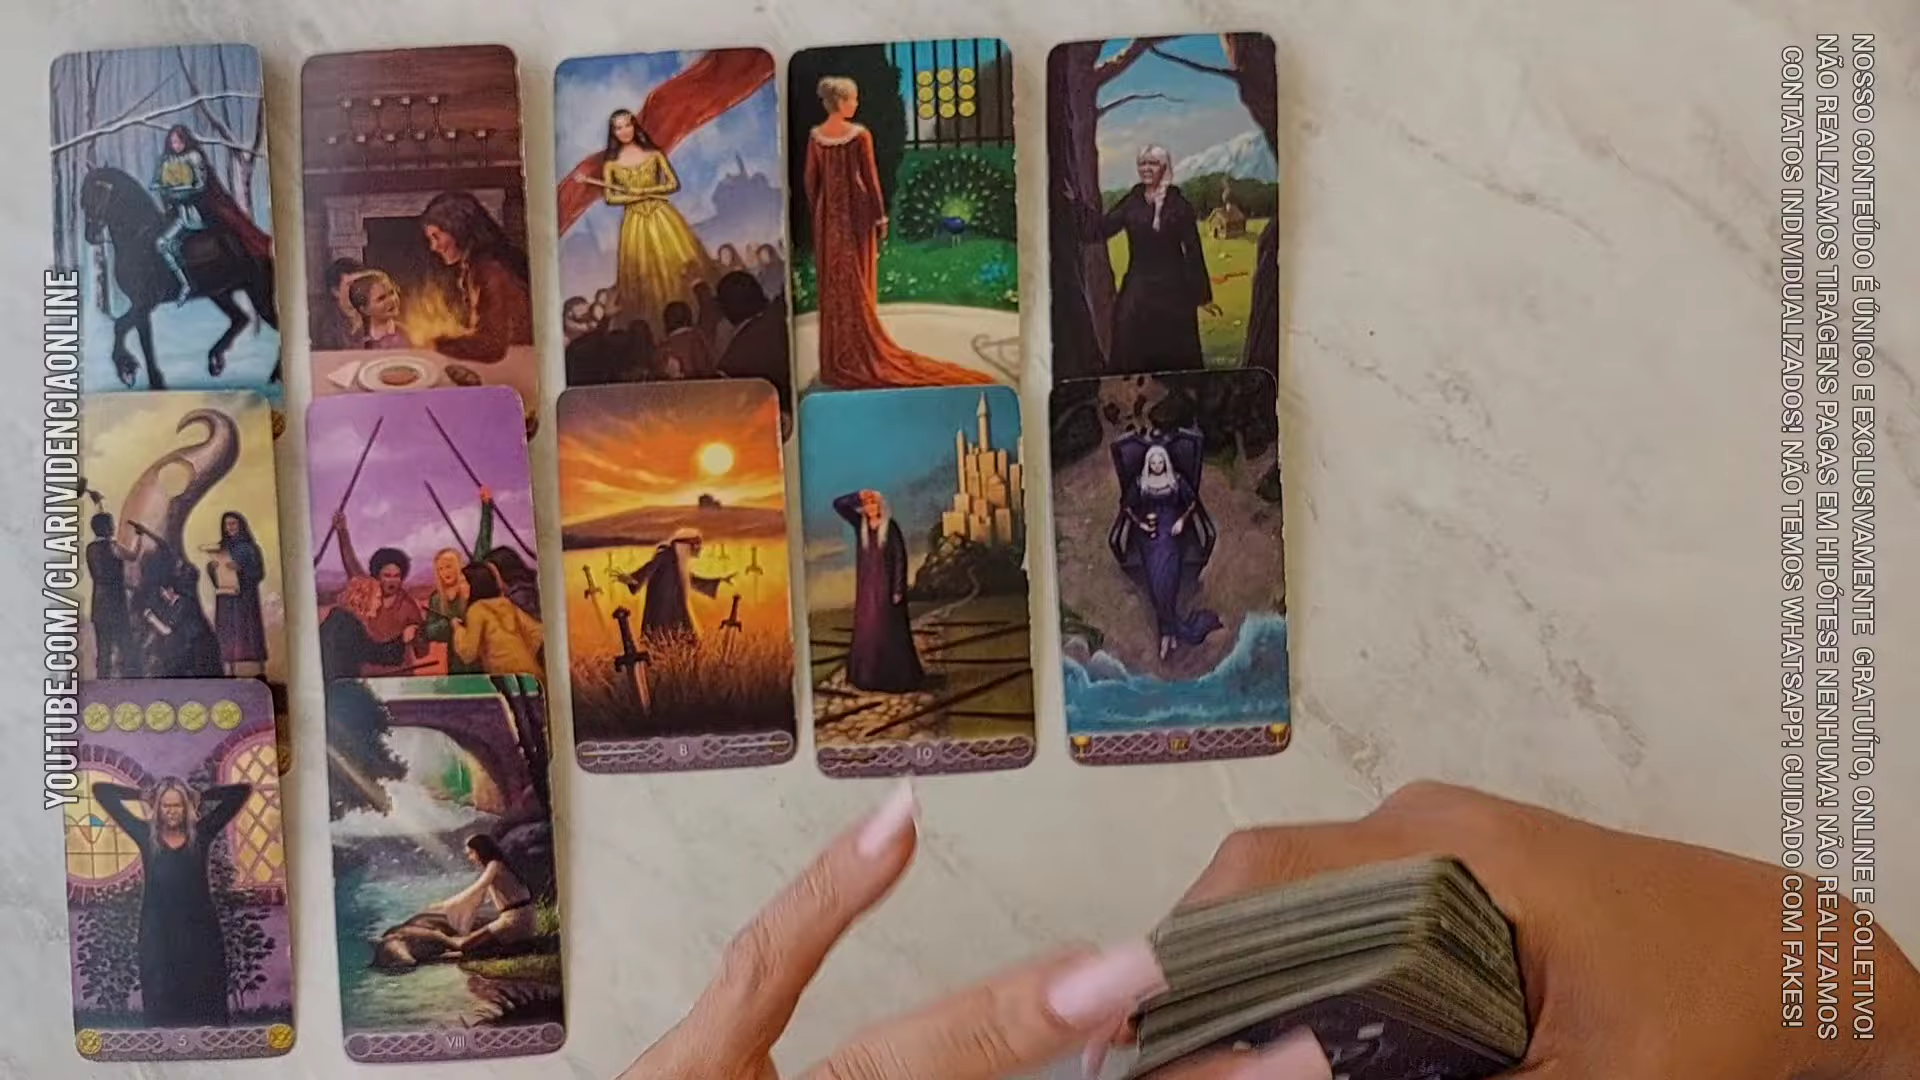 YOUTUBE.COM/CLARIVIDENCIAONLINE
8
10
5
VIII
NOSSO CONTEÚDO É ÚNICO E EXCLUSIVAMENTE GRATUÍTO, ONLINE E COLETIVO!
NÃO REALIZAMOS TIRAGENS PAGAS EM HIPÓTESE NENHUMA! NÃO REALIZAMOS
CONTATOS INDIVIDUALIZADOS! NÃO TEMOS WHATSAPP! CUIDADO COM FAKES!